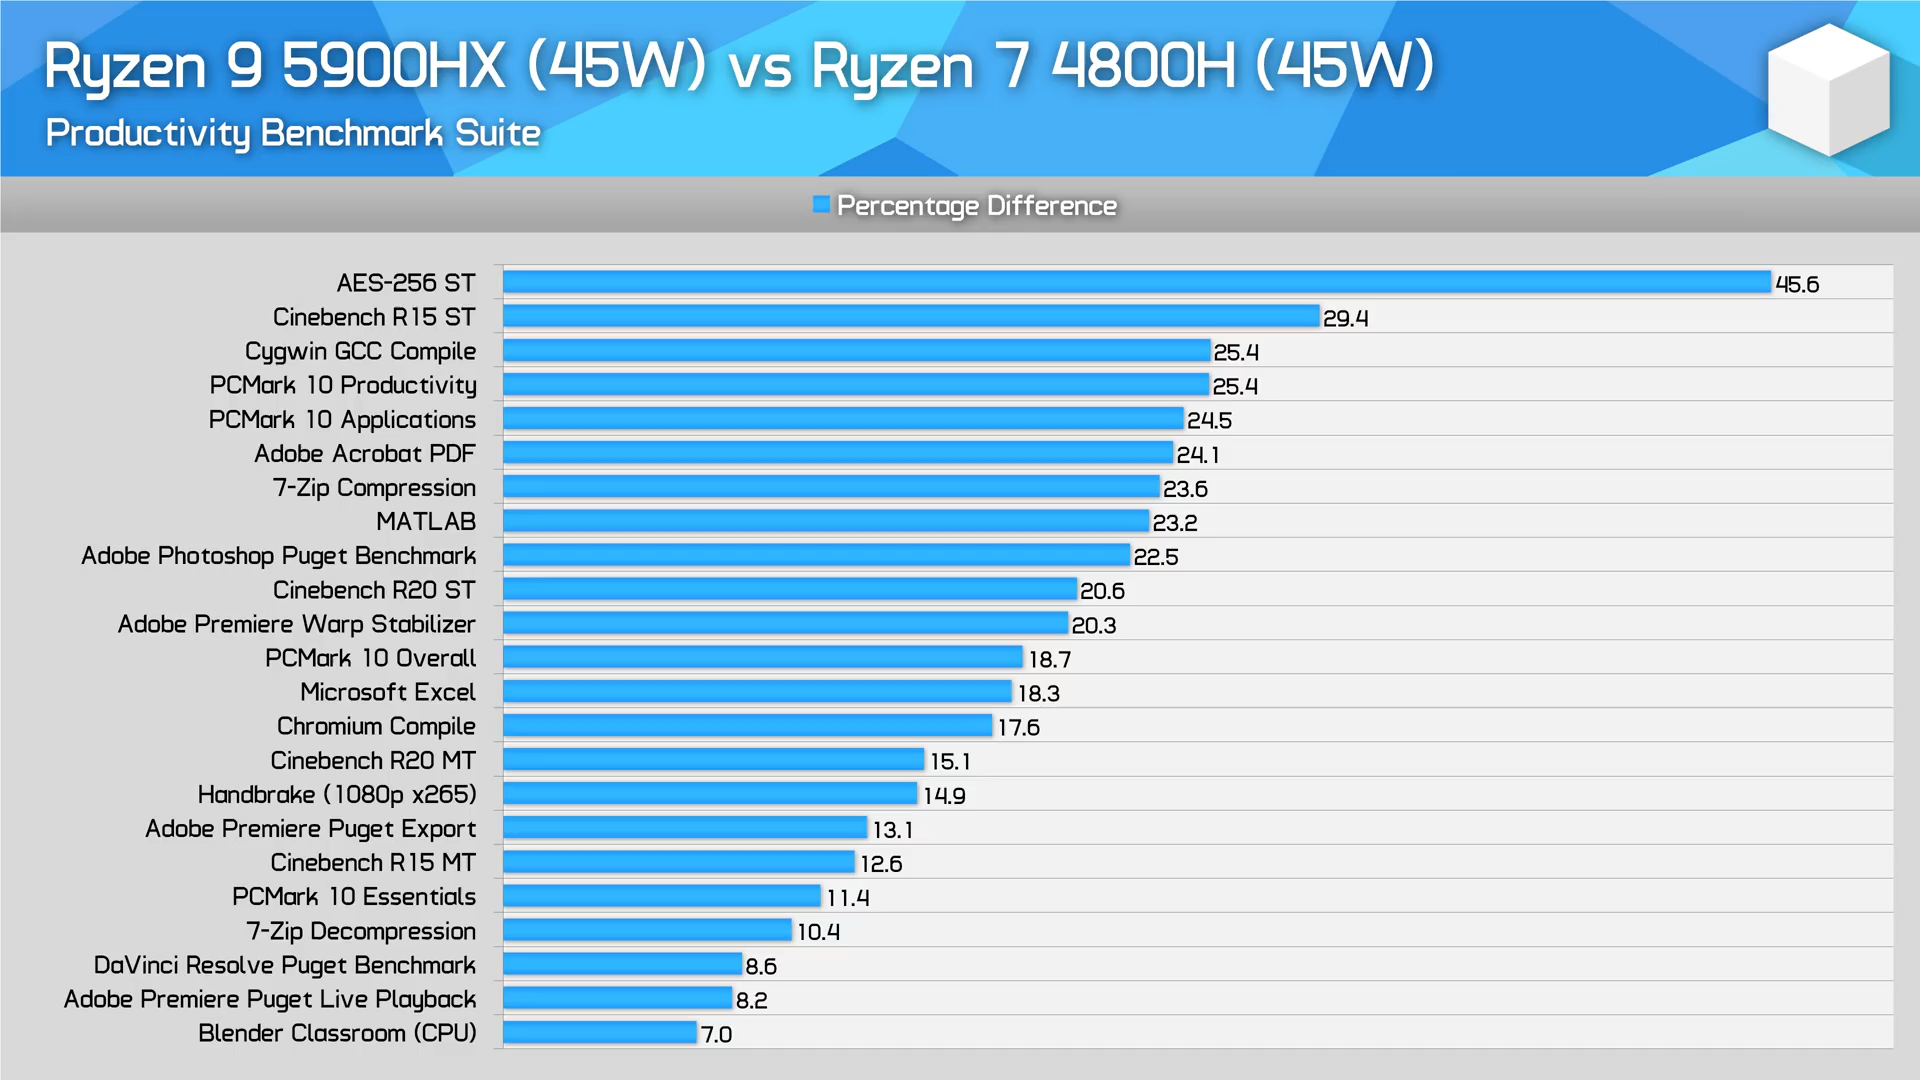 Ryzen 9 5900HX (45W) vs Ryzen 7 4800H (45W)
Productivity Benchmark Suite
Percentage Difference
AES-256 ST 45.6
Cinebench R15 ST 29.4
Cygwin GCC Compile 25.4
PCMark 10 Productivity 25.4
PCMark 10 Applications 24.5
Adobe Acrobat PDF 24.1
7-Zip Compression 23.6
MATLAB 23.2
Adobe Photoshop Puget Benchmark 22.5
Cinebench R20 ST 20.6
Adobe Premiere Warp Stabilizer 20.3
PCMark 10 Overall 18.7
Microsoft Excel 18.3
Chromium Compile 17.6
Cinebench R20 MT 15.1
Handbrake (1080p x265) 14.9
Adobe Premiere Puget Export 13.1
Cinebench R15 MT 12.6
PCMark 10 Essentials 11.4
7-Zip Decompression 10.4
DaVinci Resolve Puget Benchmark 8.6
Adobe Premiere Puget Live Playback 8.2
Blender Classroom (CPU) 7.0